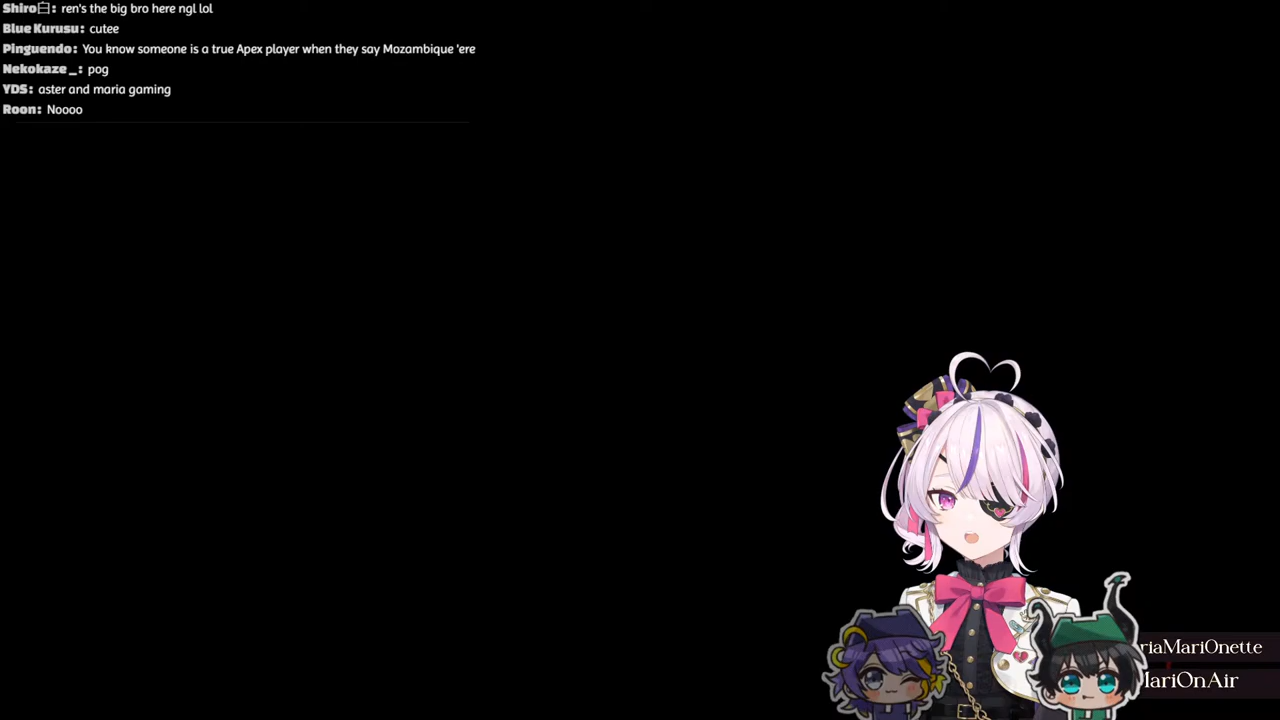 Shiro白: ren's the big bro here ngl lol
Blue Kurusu: cutee
Pinguendo: You know someone is a true Apex player when they say Mozambique 'ere
Nekokaze _: pog
YDS: aster and maria gaming
Roon: Noooo
riaMariOnette
MariOnAir